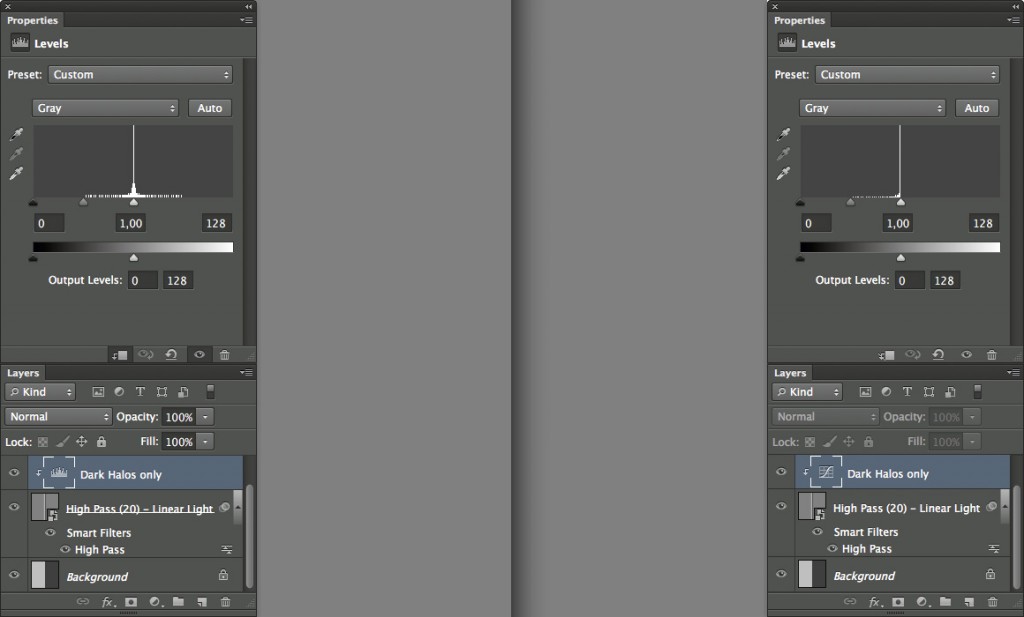 Properties
Levels
Preset: Custom
Gray
Auto
0
1,00
128
Output Levels: 0
128
Layers
Kind
T
Normal
Opacity: 100%
Lock:
Fill: 100%
Dark Halos only
High Pass (20) – Linear Light
Smart Filters
High Pass
Background
fx.
Properties
Levels
Preset: Custom
Gray
Auto
0
1,00
128
Output Levels: 0
128
Layers
Kind
T
Normal
Opacity: 100%
Lock:
Fill: 100%
Dark Halos only
High Pass (20) – Linear Light
Smart Filters
High Pass
Background
fx.